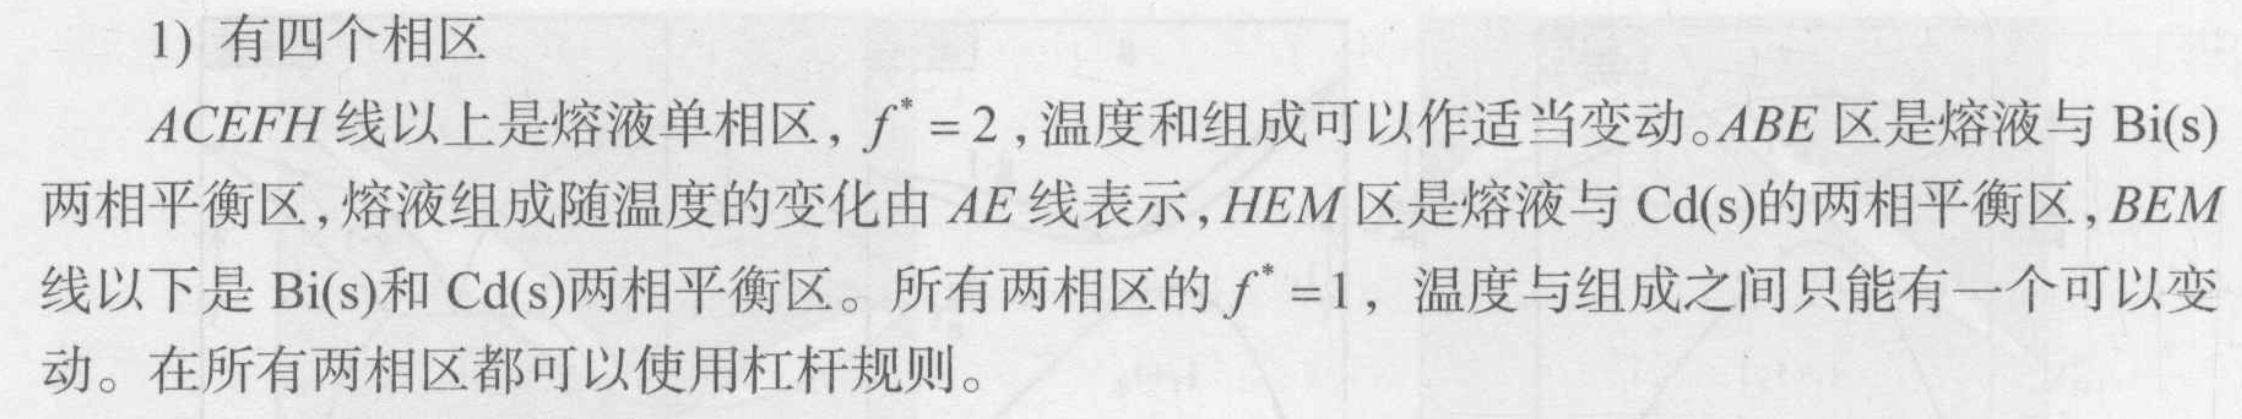 1) 有四个相区
ACEFH 线以上是熔液单相区, f* = 2 ,温度和组成可以作适当变动。ABE 区是熔液与 Bi(s)
两相平衡区,熔液组成随温度的变化由 AE 线表示,HEM 区是熔液与 Cd(s)的两相平衡区,BEM
线以下是 Bi(s)和 Cd(s)两相平衡区。所有两相区的 f* =1, 温度与组成之间只能有一个可以变
动。在所有两相区都可以使用杠杆规则。